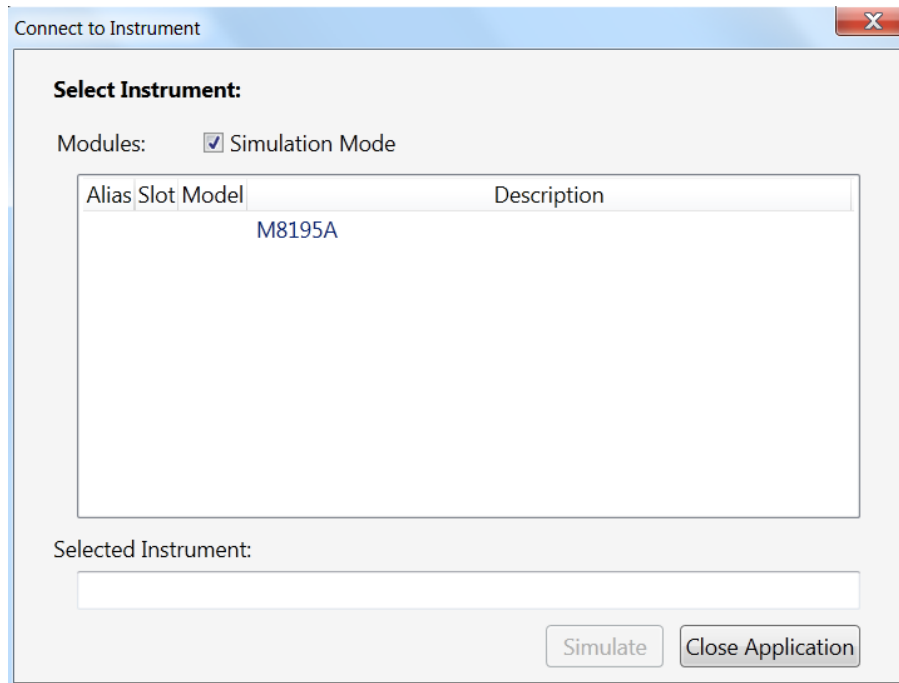 Connect to Instrument
Select Instrument:
Modules: Simulation Mode
Alias Slot Model Description
M8195A
Selected Instrument:
Simulate Close Application